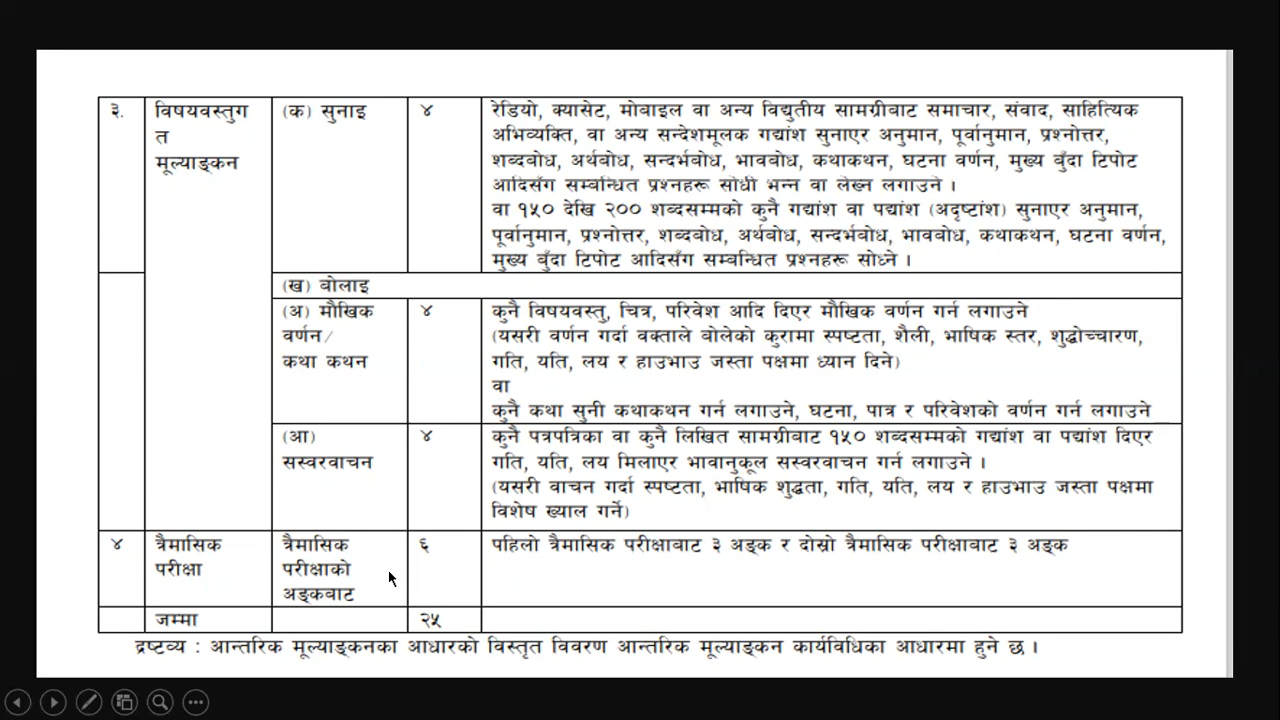 ३. विषयवस्तुग (क) सुनाइ ४ रेडियो, क्यासेट, मोबाइल वा अन्य विद्युतीय सामग्रीबाट समाचार, संवाद, साहित्यिक
त अभिव्यक्ति, वा अन्य सन्देशमूलक गद्यांश सुनाएर अनुमान, पूर्वानुमान, प्रश्नोत्तर,
मूल्याङ्कन शब्दबोध, अर्थबोध, सन्दर्भबोध, भावबोध, कथाकथन, घटना वर्णन, मुख्य बुँदा टिपोट
आदिसँग सम्बन्धित प्रश्नहरू सोधी भन्न वा लेख्न लगाउने ।
वा १५० देखि २०० शब्दसम्मको कुनै गद्यांश वा पद्यांश (अदृष्टांश) सुनाएर अनुमान,
पूर्वानुमान, प्रश्नोत्तर, शब्दबोध, अर्थबोध, सन्दर्भबोध, भावबोध, कथाकथन, घटना वर्णन,
मुख्य बुँदा टिपोट आदिसँग सम्बन्धित प्रश्नहरू सोध्ने ।
(ख) बोलाइ
(अ) मौखिक ४ कुनै विषयवस्तु, चित्र, परिवेश आदि दिएर मौखिक वर्णन गर्न लगाउने
वर्णन/ (यसरी वर्णन गर्दा वक्ताले बोलेको कुरामा स्पष्टता, शैली, भाषिक स्तर, शुद्धोच्चारण,
कथा कथन गति, यति, लय र हाउभाउ जस्ता पक्षमा ध्यान दिने)
वा
कुनै कथा सुनी कथाकथन गर्न लगाउने, घटना, पात्र र परिवेशको वर्णन गर्न लगाउने
(आ) ४ कुनै पत्रपत्रिका वा कुनै लिखित सामग्रीबाट १५० शब्दसम्मको गद्यांश वा पद्यांश दिएर
सस्वरवाचन गति, यति, लय मिलाएर भावानुकूल सस्वरवाचन गर्न लगाउने ।
(यसरी वाचन गर्दा स्पष्टता, भाषिक शुद्धता, गति, यति, लय र हाउभाउ जस्ता पक्षमा
विशेष ख्याल गर्ने)
४ त्रैमासिक त्रैमासिक ६ पहिलो त्रैमासिक परीक्षाबाट ३ अङ्क र दोस्रो त्रैमासिक परीक्षाबाट ३ अङ्क
परीक्षा परीक्षाको
अङ्कबाट
जम्मा २५
द्रष्टव्य : आन्तरिक मूल्याङ्कनका आधारको विस्तृत विवरण आन्तरिक मूल्याङ्कन कार्यविधिका आधारमा हुने छ ।